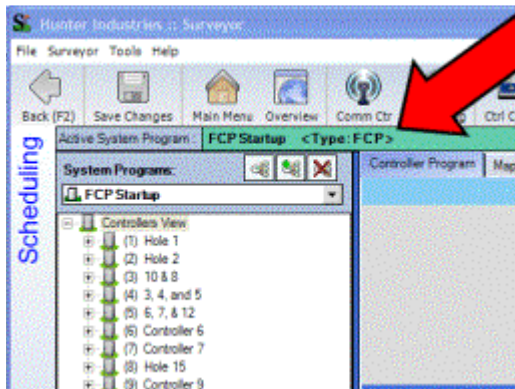 Hunter Industries :: Surveyor
File Surveyor Tools Help
Back (F2) Save Changes Main Menu Overview Comm Ctr Ctrl C
Active System Program: FCP Startup <Type:FCP>
Scheduling
System Programs:
Controller Program Map
FCP Startup
Controllers View
(1) Hole 1
(2) Hole 2
(3) 10 & 8
(4) 3, 4, and 5
(5) 6, 7, & 12
(6) Controller 6
(7) Controller 7
(8) Hole 15
(9) Controller 9